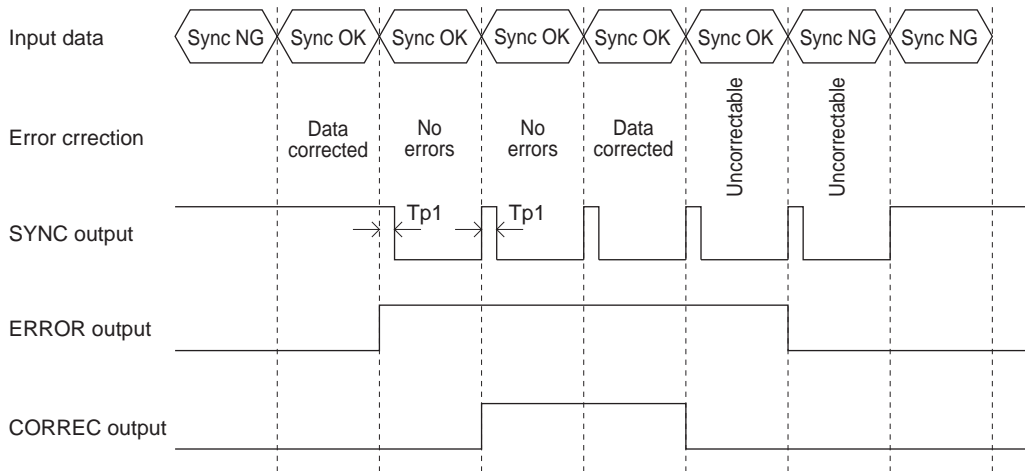 Input data
Sync NG Sync OK Sync OK Sync OK Sync OK Sync OK Sync NG Sync NG
Error crrection
Data
corrected
No
errors
No
errors
Data
corrected
Uncorrectable
Uncorrectable
SYNC output
Tp1
Tp1
ERROR output
CORREC output